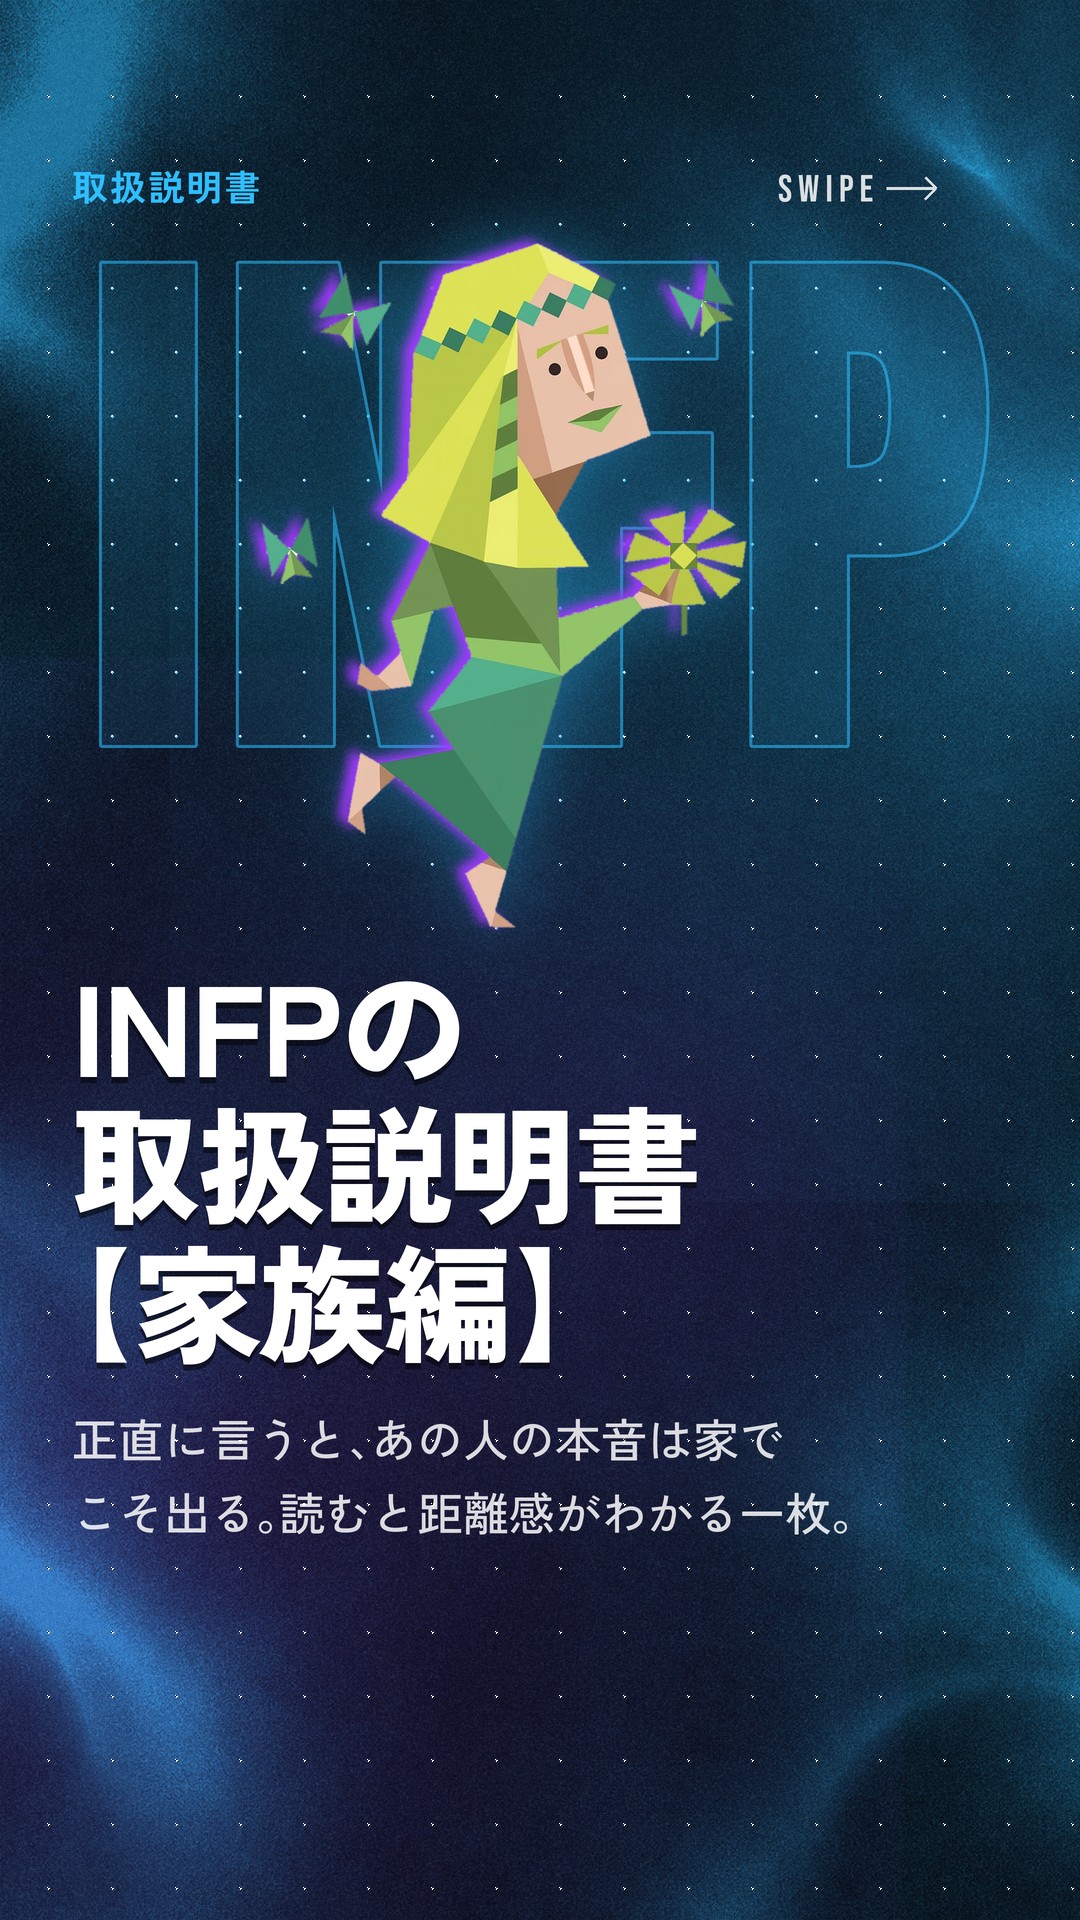 取扱説明書
SWIPE →
INFP
INFPの
取扱説明書
【家族編】
正直に言うと、あの人の本音は家で
こそ出る。読むと距離感がわかる一枚。